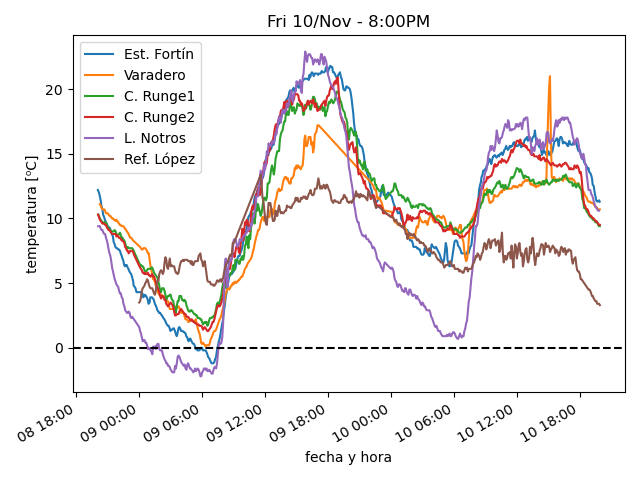 Fri 10/Nov - 8:00PM
Est. Fortín
Varadero
C. Runge1
C. Runge2
L. Notros
Ref. López
temperatura [ºC]
20
15
10
5
0
08 18:00
09 00:00
09 06:00
09 12:00
09 18:00
10 00:00
10 06:00
10 12:00
10 18:00
fecha y hora